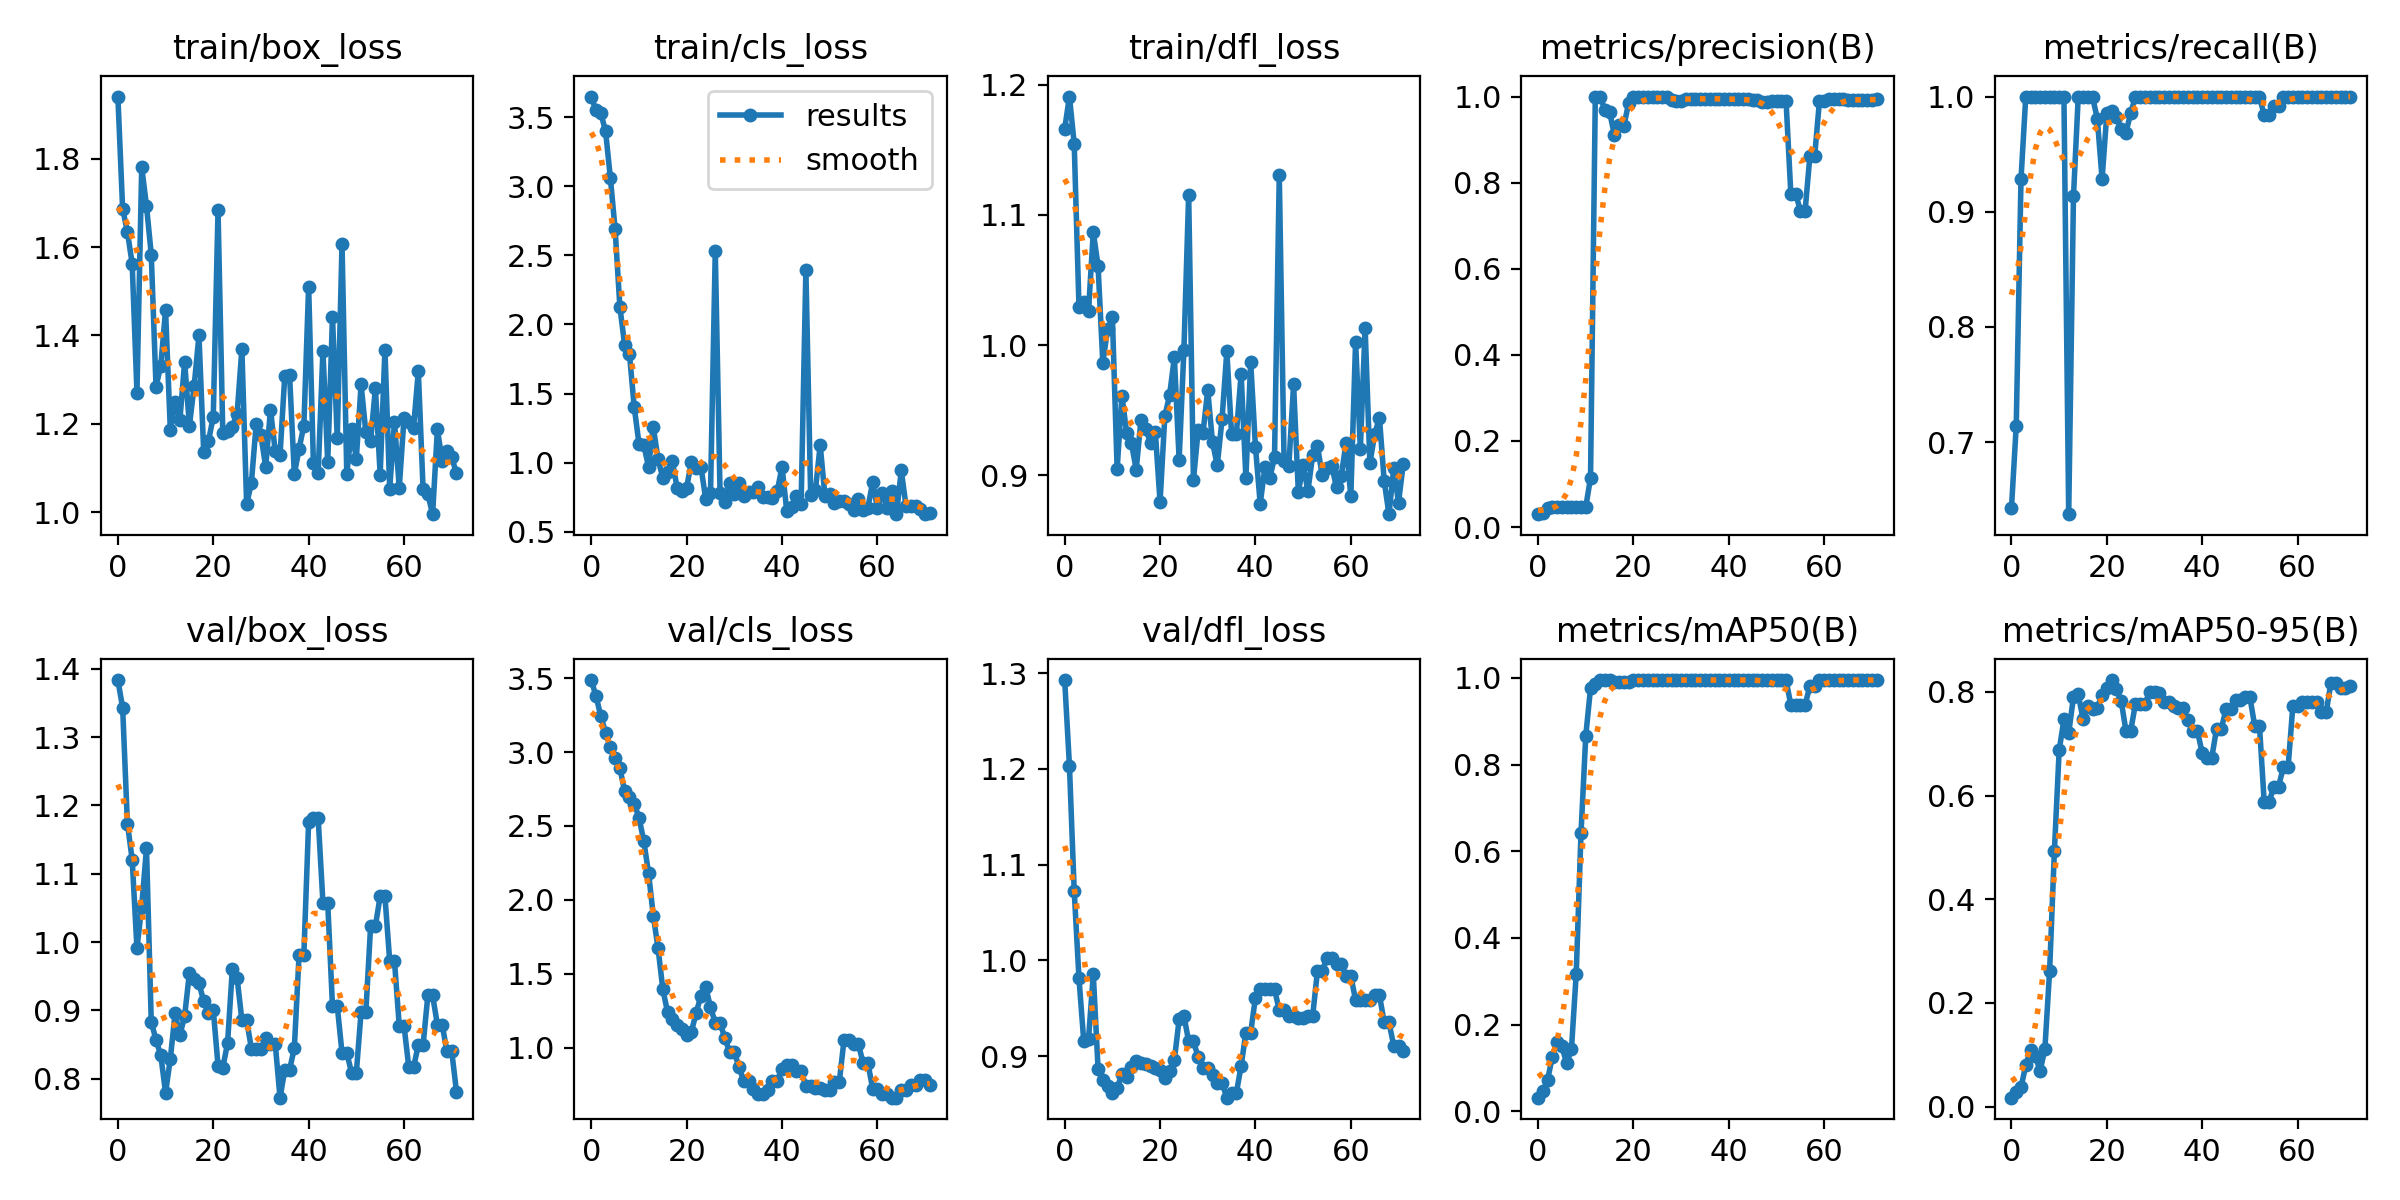 train/box_loss
1.8
1.6
1.4
1.2
1.0
0 20 40 60
train/cls_loss
results
smooth
3.5
3.0
2.5
2.0
1.5
1.0
0.5
0 20 40 60
train/dfl_loss
1.2
1.1
1.0
0.9
0 20 40 60
metrics/precision(B)
1.0
0.8
0.6
0.4
0.2
0.0
0 20 40 60
metrics/recall(B)
1.0
0.9
0.8
0.7
0 20 40 60
val/box_loss
1.4
1.3
1.2
1.1
1.0
0.9
0.8
0 20 40 60
val/cls_loss
3.5
3.0
2.5
2.0
1.5
1.0
0 20 40 60
val/dfl_loss
1.3
1.2
1.1
1.0
0.9
0 20 40 60
metrics/mAP50(B)
1.0
0.8
0.6
0.4
0.2
0.0
0 20 40 60
metrics/mAP50-95(B)
0.8
0.6
0.4
0.2
0.0
0 20 40 60